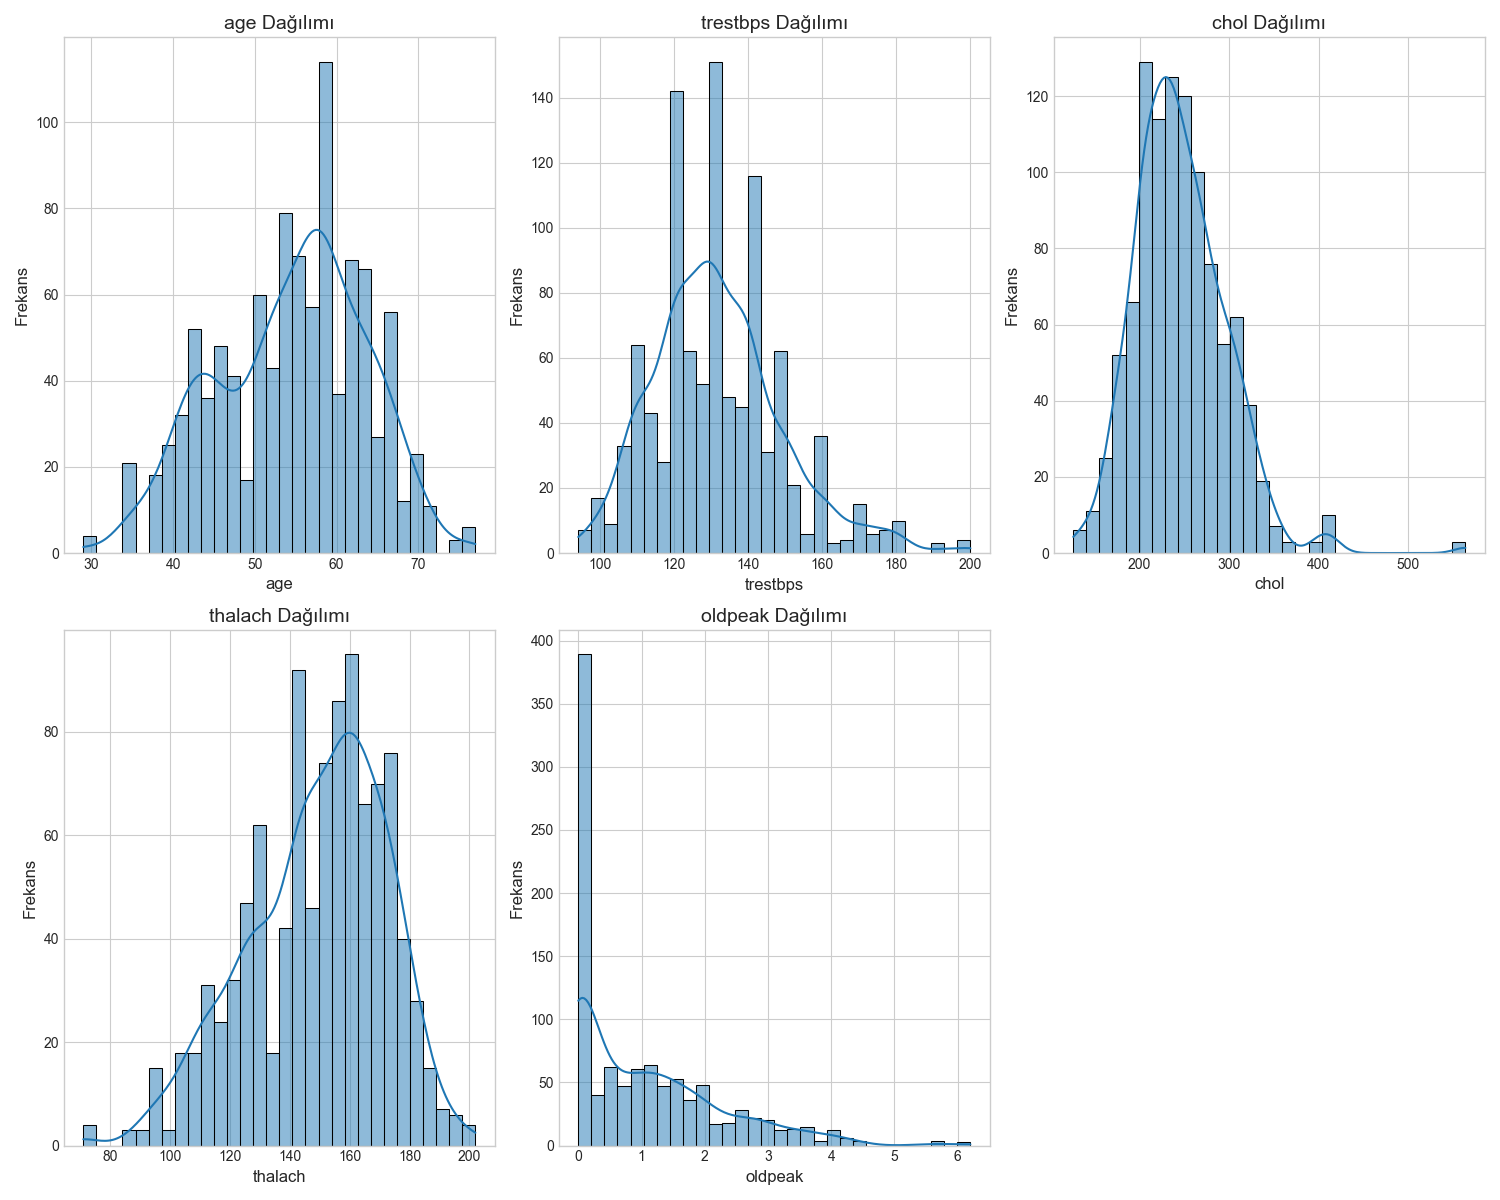 age Dağılımı
100
80
60
40
20
0
Frekans
30 40 50 60 70
age
trestbps Dağılımı
140
120
100
80
60
40
20
0
Frekans
100 120 140 160 180 200
trestbps
chol Dağılımı
120
100
80
60
40
20
0
Frekans
200 300 400 500
chol
thalach Dağılımı
80
60
40
20
0
Frekans
80 100 120 140 160 180 200
thalach
oldpeak Dağılımı
400
350
300
250
200
150
100
50
0
Frekans
0 1 2 3 4 5 6
oldpeak